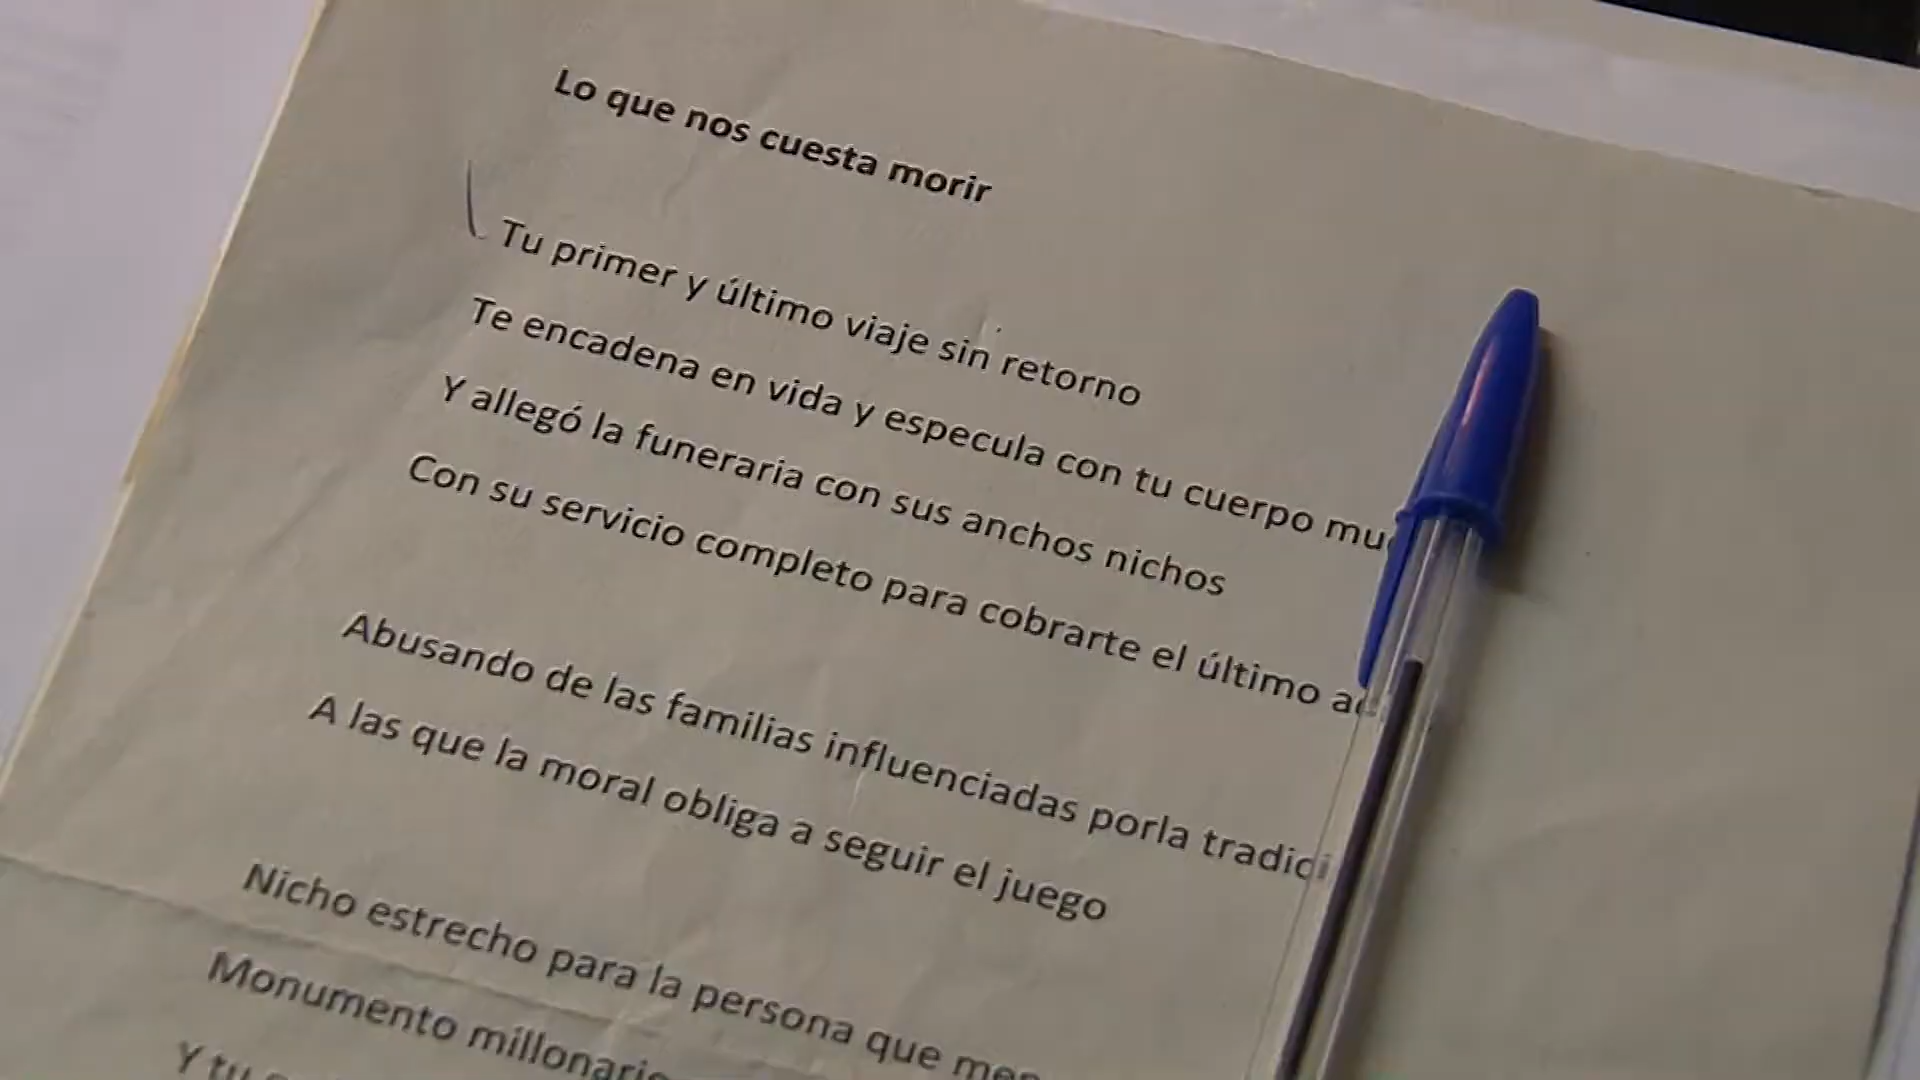 Lo que nos cuesta morir
Tu primer y último viaje sin retorno
Te encadena en vida y especula con tu cuerpo
Y allegó la funeraria con sus anchos nichos
Con su servicio completo para cobrarte el último
Abusando de las familias influenciadas porla
A las que la moral obliga a seguir el juego
Nicho estrecho para la persona que
Monumento
Y tu